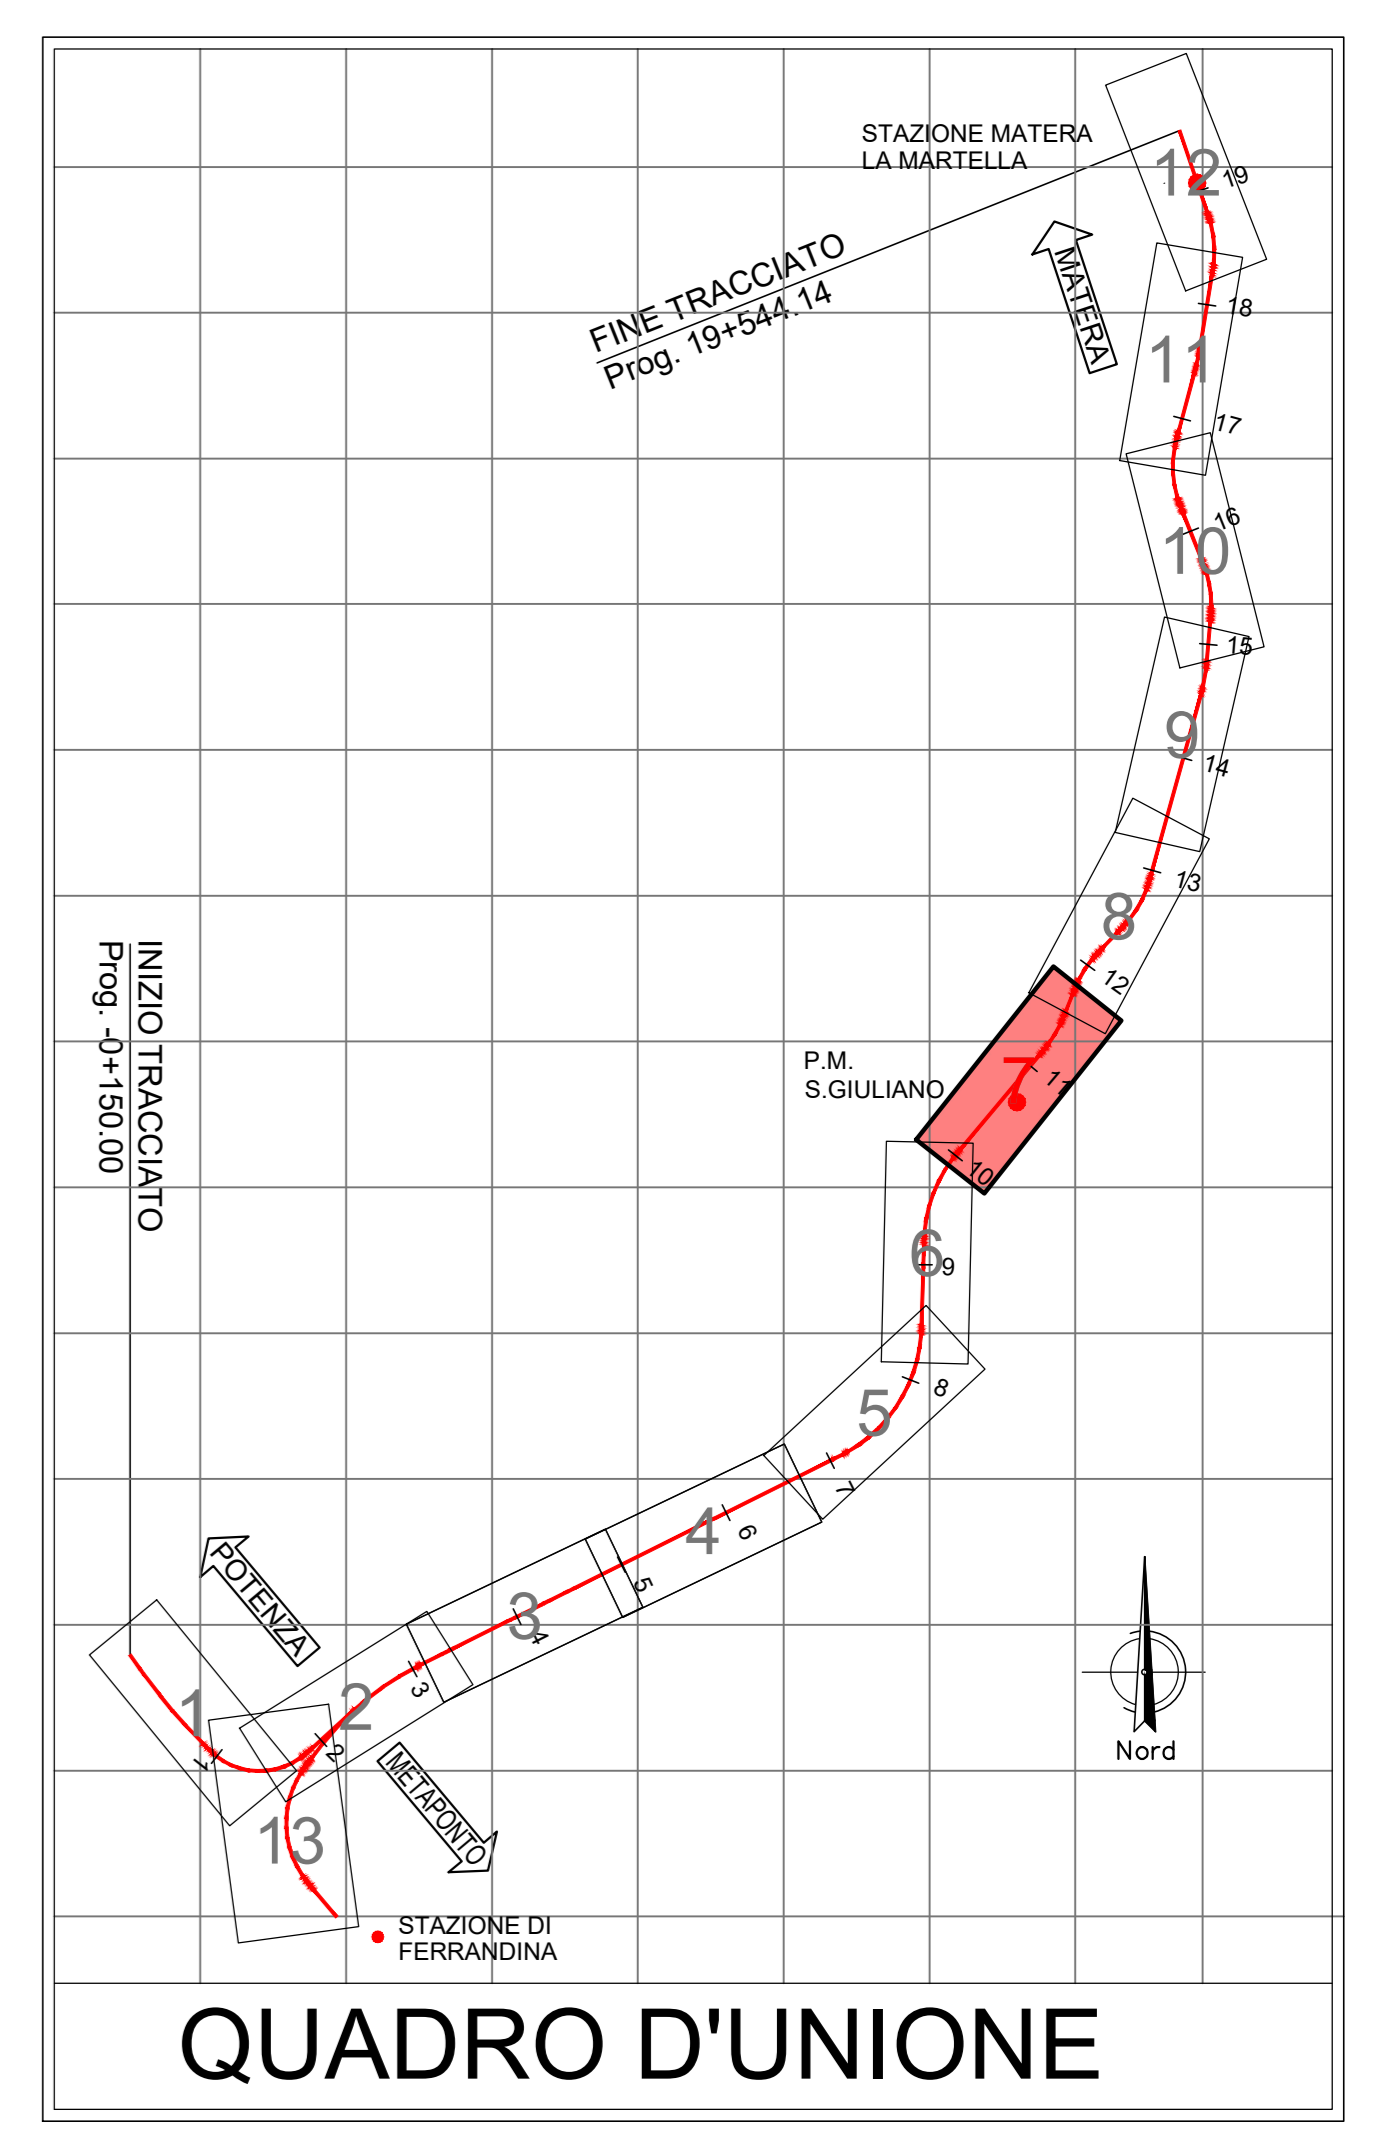 STAZIONE MATERA
LA MARTELLA
12
19
FINE TRACCIATO
Prog. 19+544.14
MATERA
18
11
17
16
10
15
9
14
13
8
12
INIZIO TRACCIATO
Prog. -0+150.00
P.M.
S.GIULIANO
7
11
10
6
9
8
5
7
4
6
5
3
4
POTENZA
3
2
1
1
2
METAPONTO
13
Nord
STAZIONE DI
FERRANDINA
QUADRO D'UNIONE